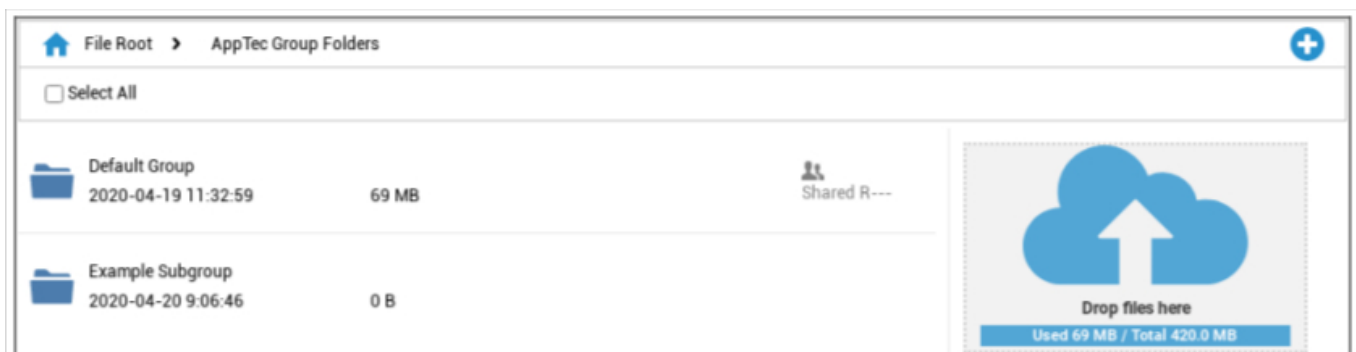 File Root > AppTec Group Folders
Select All
Default Group
2020-04-19 11:32:59 69 MB
Shared R---
Example Subgroup
2020-04-20 9:06:46 0 B
Drop files here
Used 69 MB / Total 420.0 MB